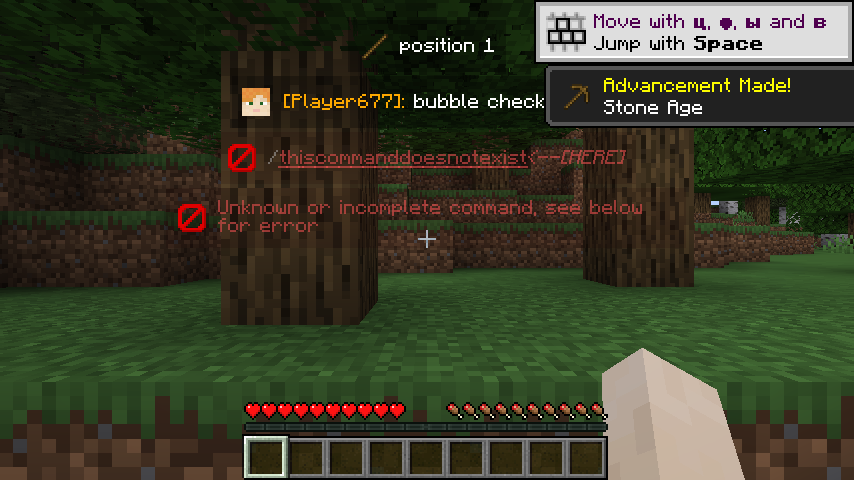 position 1
Move with ц, ф, ы and в
Jump with Space
Advancement Made!
Stone Age
[Player677]: bubble check
/thiscommanddoesnotexist<--[HERE]
Unknown or incomplete command, see below
for error